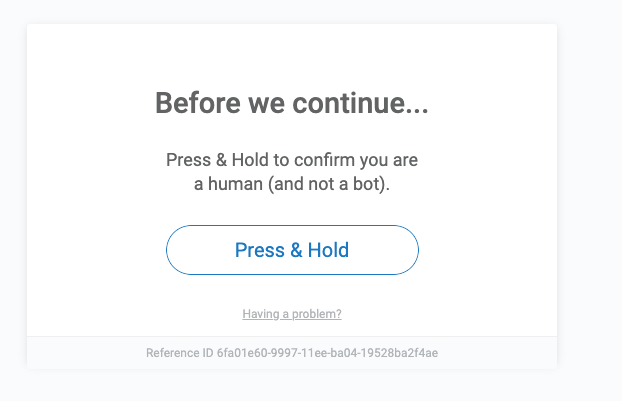 Before we continue...
Press & Hold to confirm you are
a human (and not a bot).
Press & Hold
Having a problem?
Reference ID 6fa01e60-9997-11ee-ba04-19528ba2f4ae